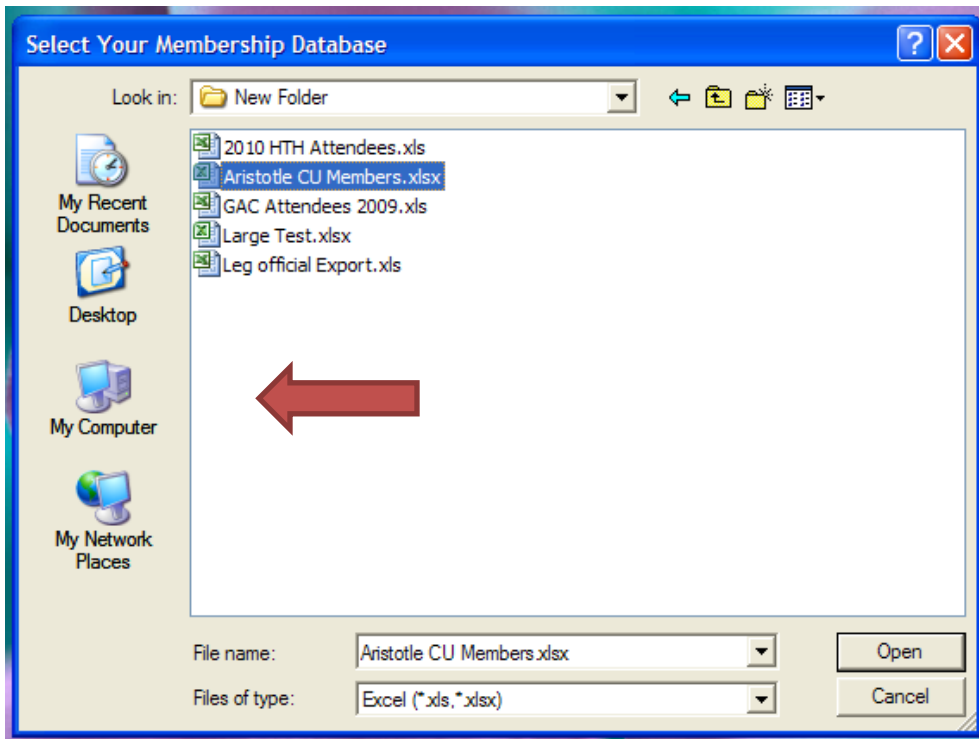 Select Your Membership Database
Look in: New Folder
2010 HTH Attendees.xls
Aristotle CU Members.xlsx
GAC Attendees 2009.xls
Large Test.xlsx
Leg official Export.xls
My Recent
Documents
Desktop
My Computer
My Network
Places
File name: Aristotle CU Members.xlsx Open
Files of type: Excel (*.xls,*.xlsx) Cancel